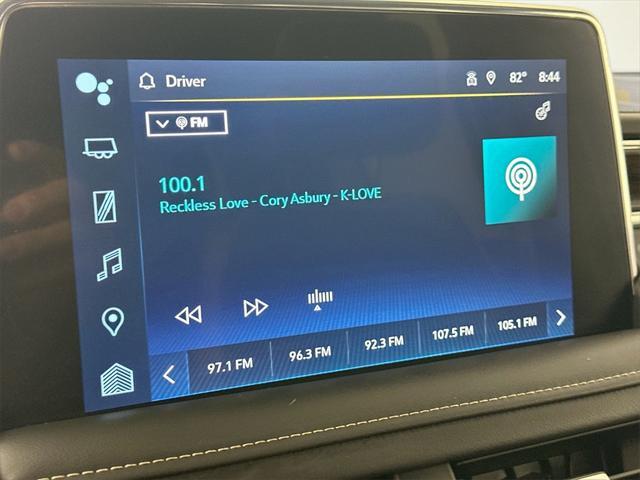 Driver
82° 8:44
FM
100.1
Reckless Love - Cory Asbury - K-LOVE
97.1 FM 96.3 FM 92.3 FM 107.5 FM 105.1 FM